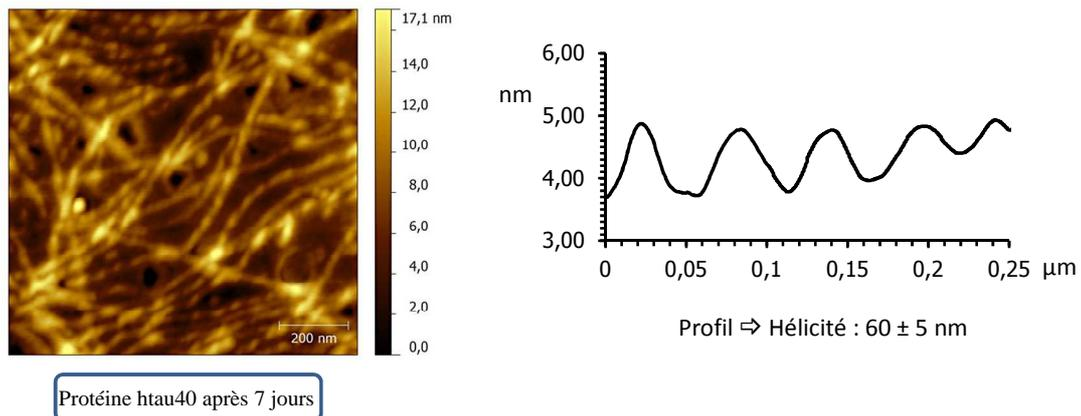 17,1 nm
14,0
12,0
10,0
8,0
6,0
4,0
2,0
0,0
200 nm
Protéine htau40 après 7 jours
nm
6,00
5,00
4,00
3,00
0 0,05 0,1 0,15 0,2 0,25 µm
Profil ⇨ Hélicité : 60 ± 5 nm